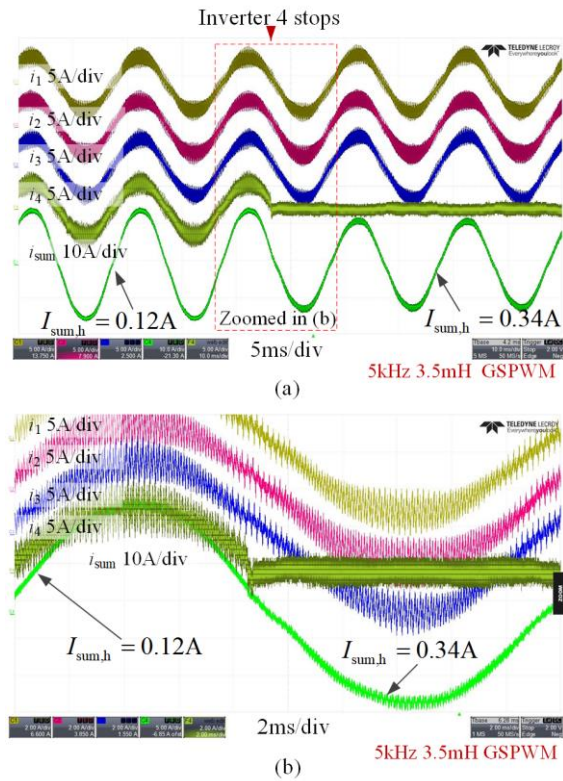 Inverter 4 stops
TELEDYNE LECROY
Everywhereyoulook
i1 5A/div
i2 5A/div
i3 5A/div
i4 5A/div
isum 10A/div
Isum,h = 0.12A
Zoomed in (b)
Isum,h = 0.34A
5ms/div
5kHz 3.5mH GSPWM
(a)
TELEDYNE LECROY
Everywhereyoulook
i1 5A/div
i2 5A/div
i3 5A/div
i4 5A/div
isum 10A/div
Isum,h = 0.12A
Isum,h = 0.34A
ZOOM
2ms/div
5kHz 3.5mH GSPWM
(b)